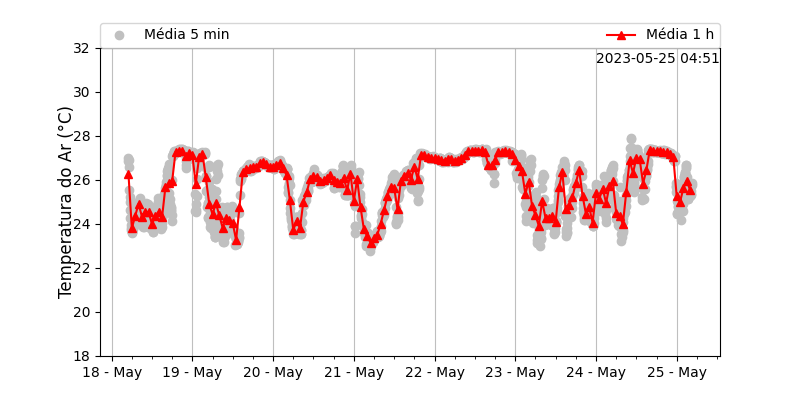 Média 5 min
Média 1 h
2023-05-25 04:51
Temperatura do Ar (°C)
32
30
28
26
24
22
20
18
18 - May
19 - May
20 - May
21 - May
22 - May
23 - May
24 - May
25 - May